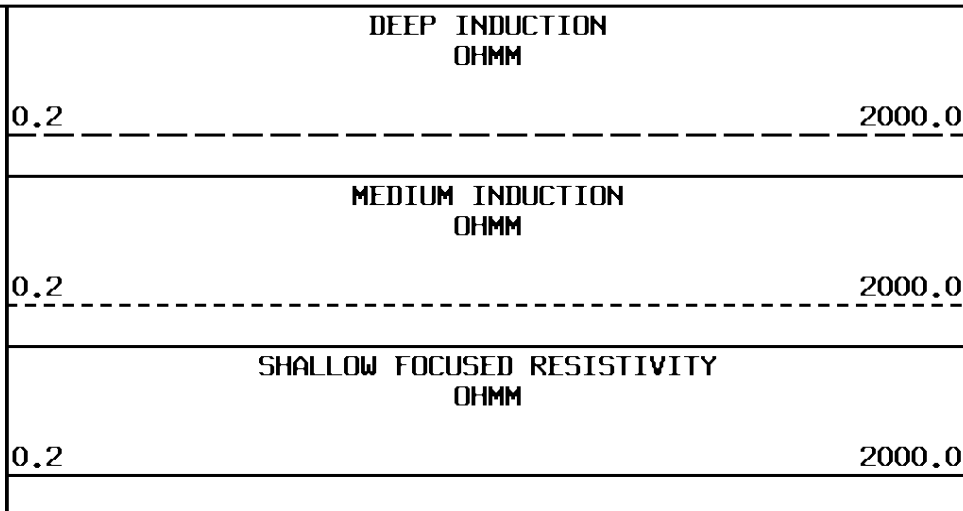 DEEP INDUCTION
OHMM
0.2 2000.0
MEDIUM INDUCTION
OHMM
0.2 2000.0
SHALLOW FOCUSED RESISTIVITY
OHMM
0.2 2000.0